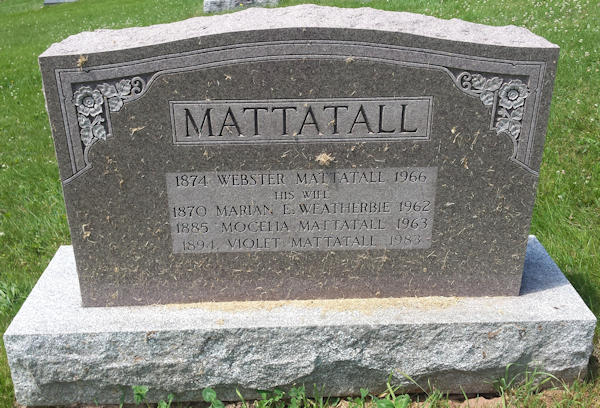 MATTATALL
1874 WEBSTER MATTATALL 1966
HIS WIFE
1870 MARIAN E. WEATHERBIE 1962
1885 MOCELIA MATTATALL 1963
1894 VIOLET MATTATALL 1983